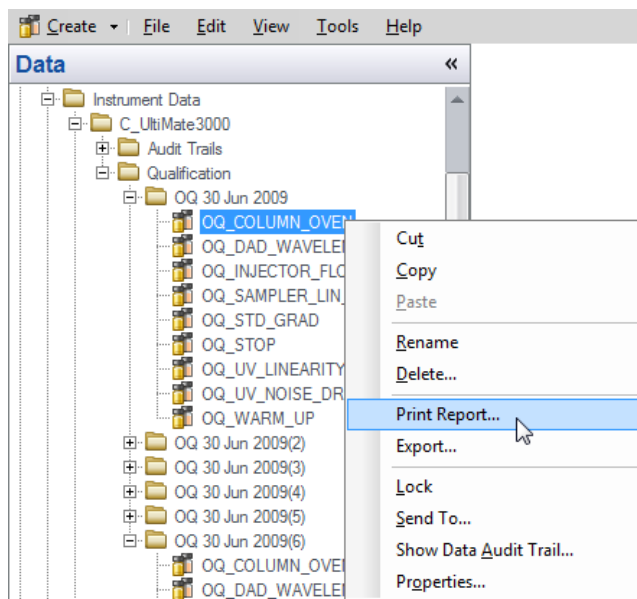 Create File Edit View Tools Help
Data «
Instrument Data
C_UltiMate3000
Audit Trails
Qualification
OQ 30 Jun 2009
OQ_COLUMN_OVEN
OQ_DAD_WAVELE
OQ_INJECTOR_FLO
OQ_SAMPLER_LIN_
OQ_STD_GRAD
OQ_STOP
OQ_UV_LINEARITY
OQ_UV_NOISE_DR
OQ_WARM_UP
OQ 30 Jun 2009(2)
OQ 30 Jun 2009(3)
OQ 30 Jun 2009(4)
OQ 30 Jun 2009(5)
OQ 30 Jun 2009(6)
OQ_COLUMN_OVE
OQ_DAD_WAVELE
Cut
Copy
Paste
Rename
Delete...
Print Report...
Export...
Lock
Send To...
Show Data Audit Trail...
Properties...